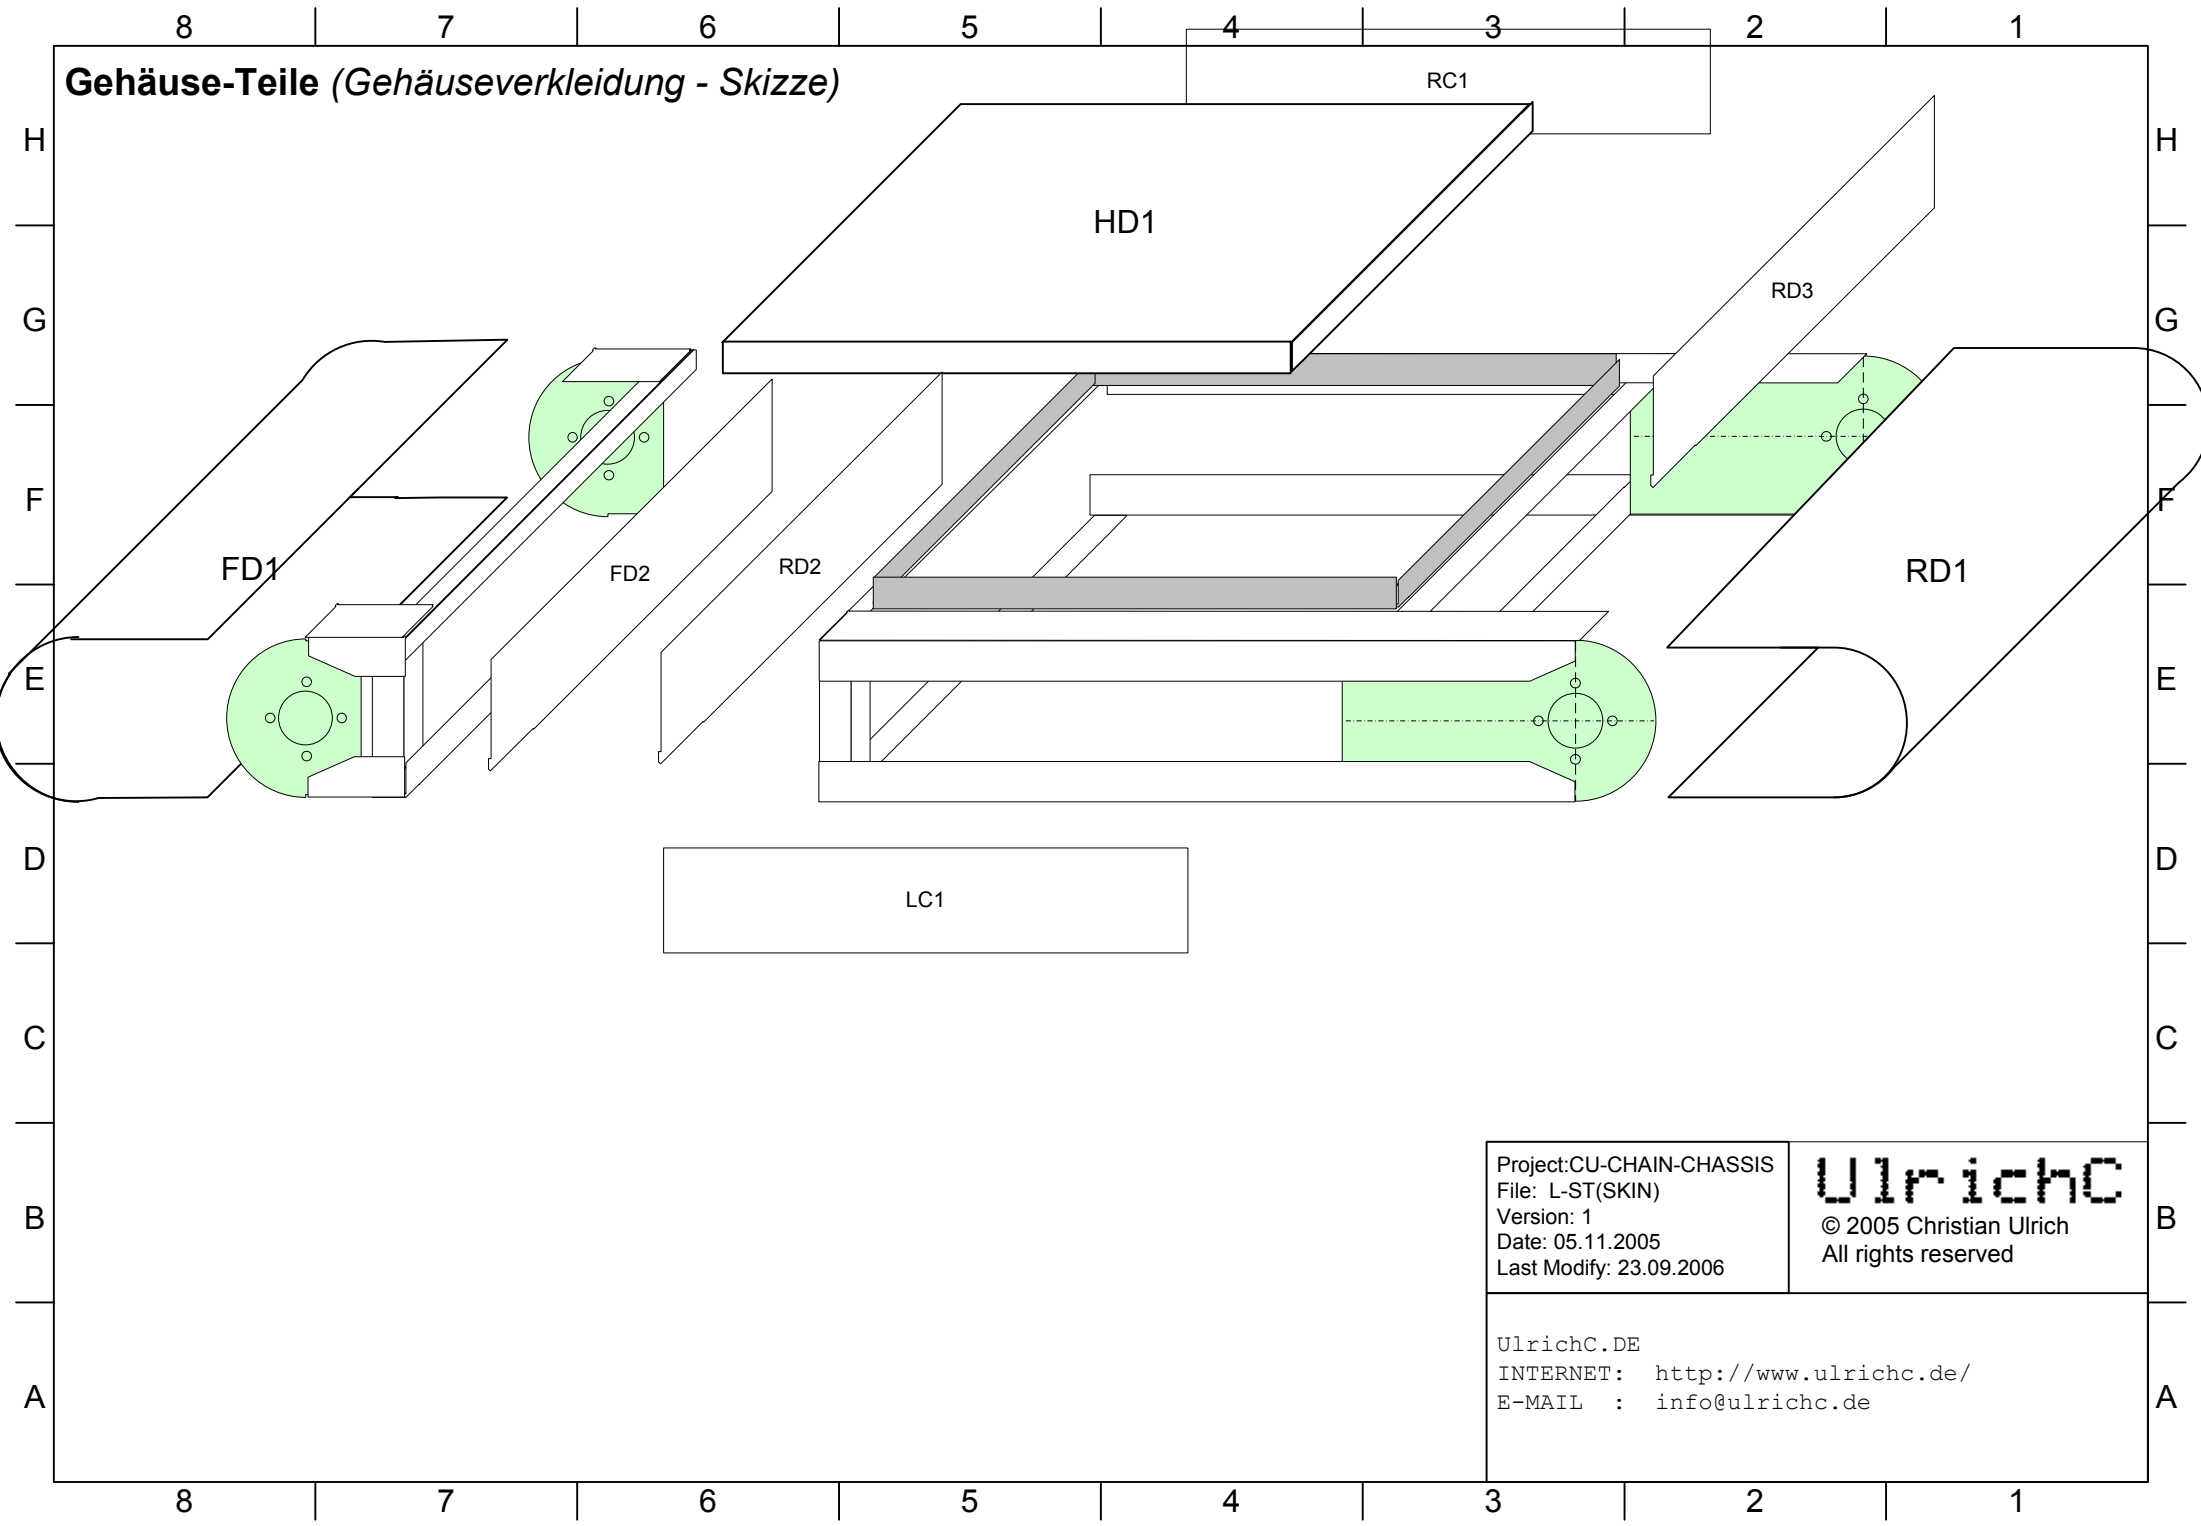 8 7 6 5 4 3 2 1
Gehäuse-Teile (Gehäuseverkleidung - Skizze)
RC1
H H
HD1
RD3
G G
F F
FD1 FD2 RD2 RD1
E E
D D
LC1
C C
Project:CU-CHAIN-CHASSIS
File: L-ST(SKIN)
Version: 1
Date: 05.11.2005
Last Modify: 23.09.2006
UlrichC
© 2005 Christian Ulrich
All rights reserved
B B
UlrichC.DE
INTERNET: http://www.ulrichc.de/
E-MAIL : info@ulrichc.de
A A
8 7 6 5 4 3 2 1